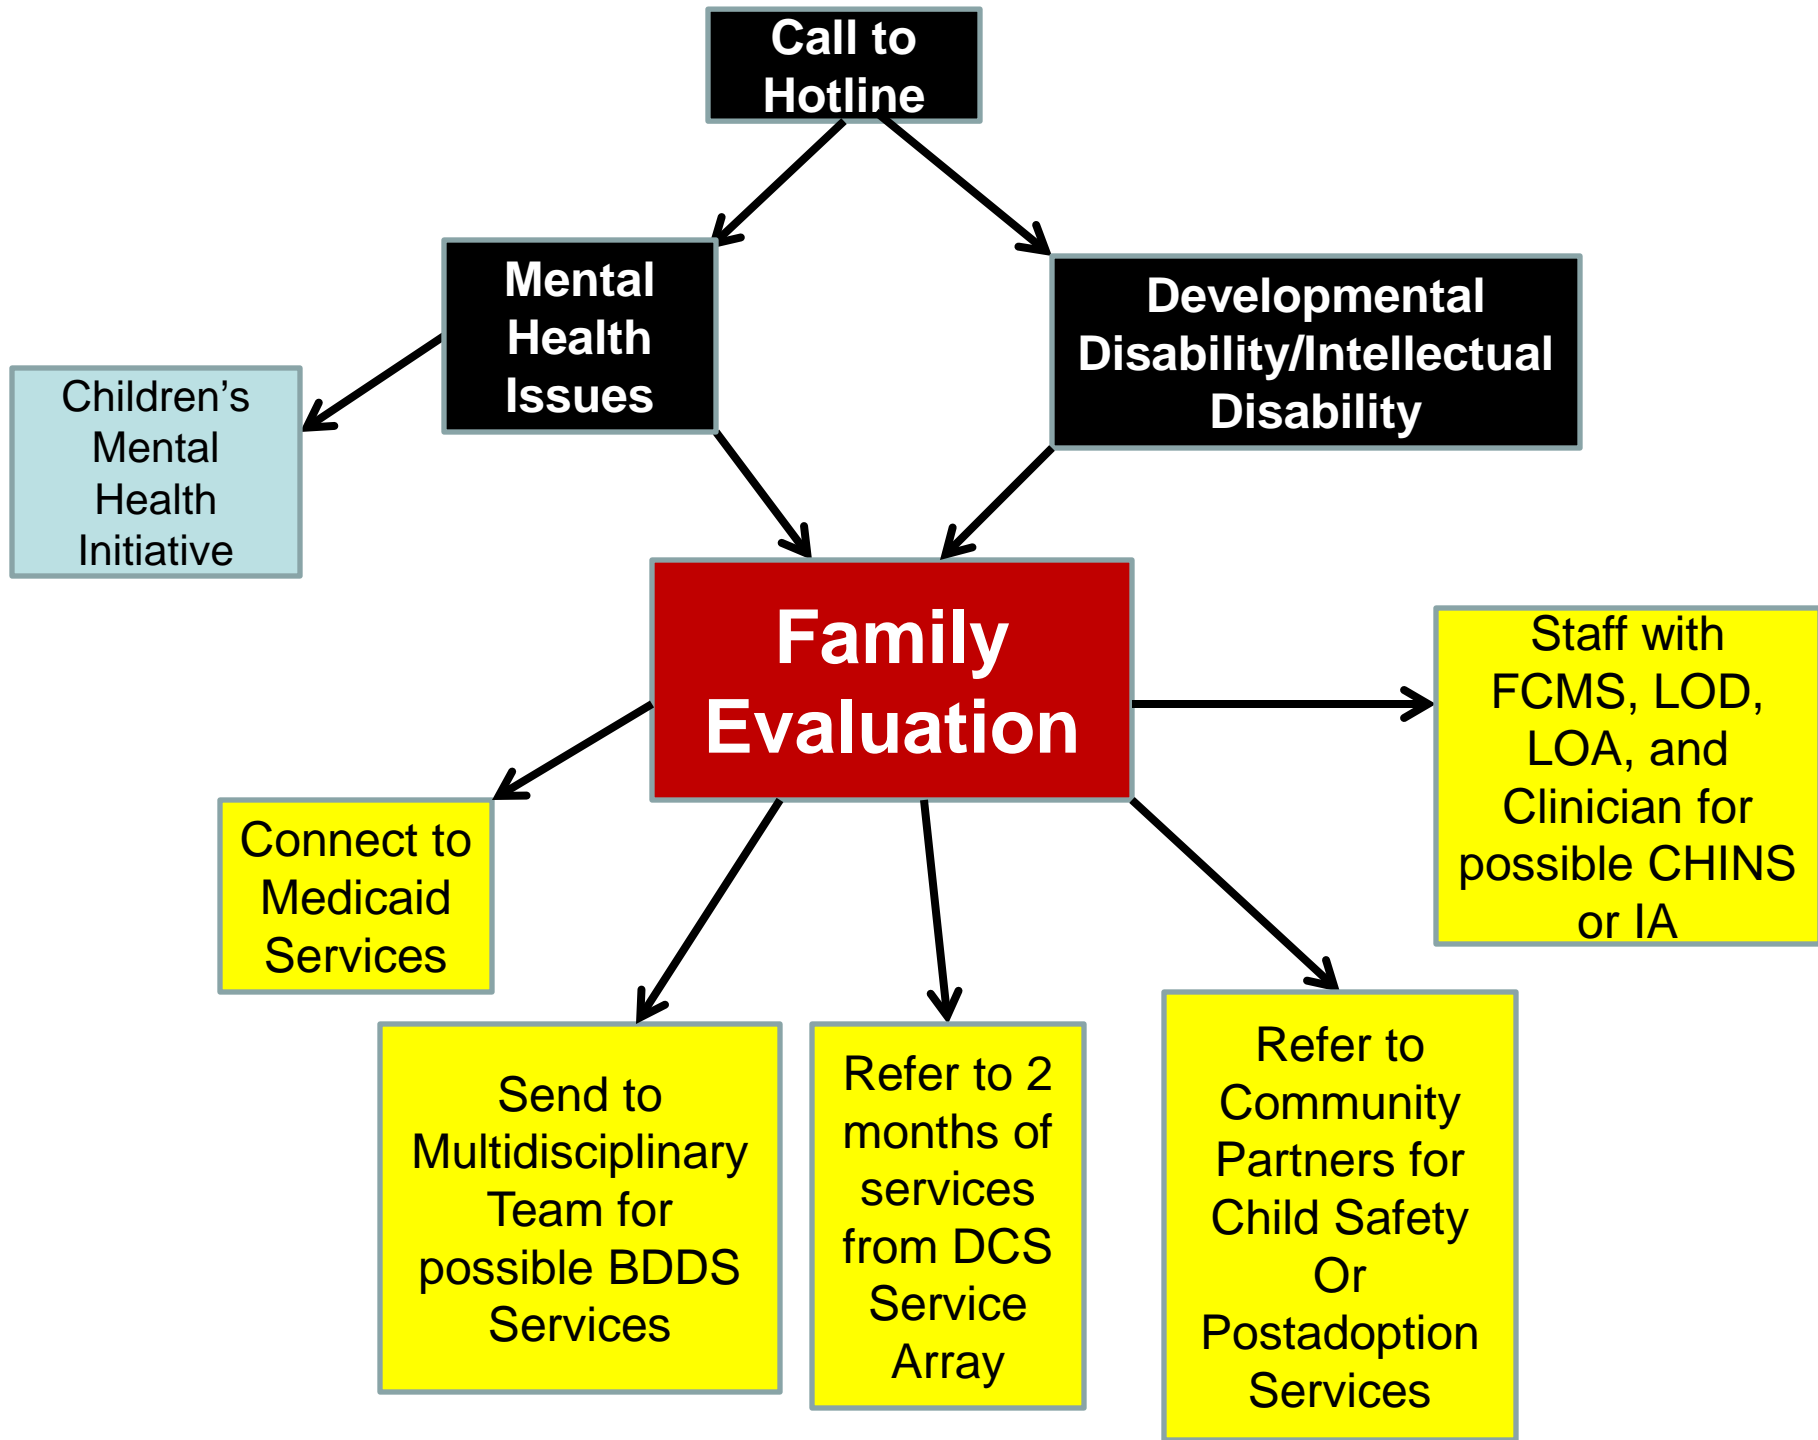 Call to
Hotline
Mental
Health
Issues
Developmental
Disability/Intellectual
Disability
Children’s
Mental
Health
Initiative
Family
Evaluation
Staff with
FCMS, LOD,
LOA, and
Clinician for
possible CHINS
or IA
Connect to
Medicaid
Services
Send to
Multidisciplinary
Team for
possible BDDS
Services
Refer to 2
months of
services
from DCS
Service
Array
Refer to
Community
Partners for
Child Safety
Or
Postadoption
Services